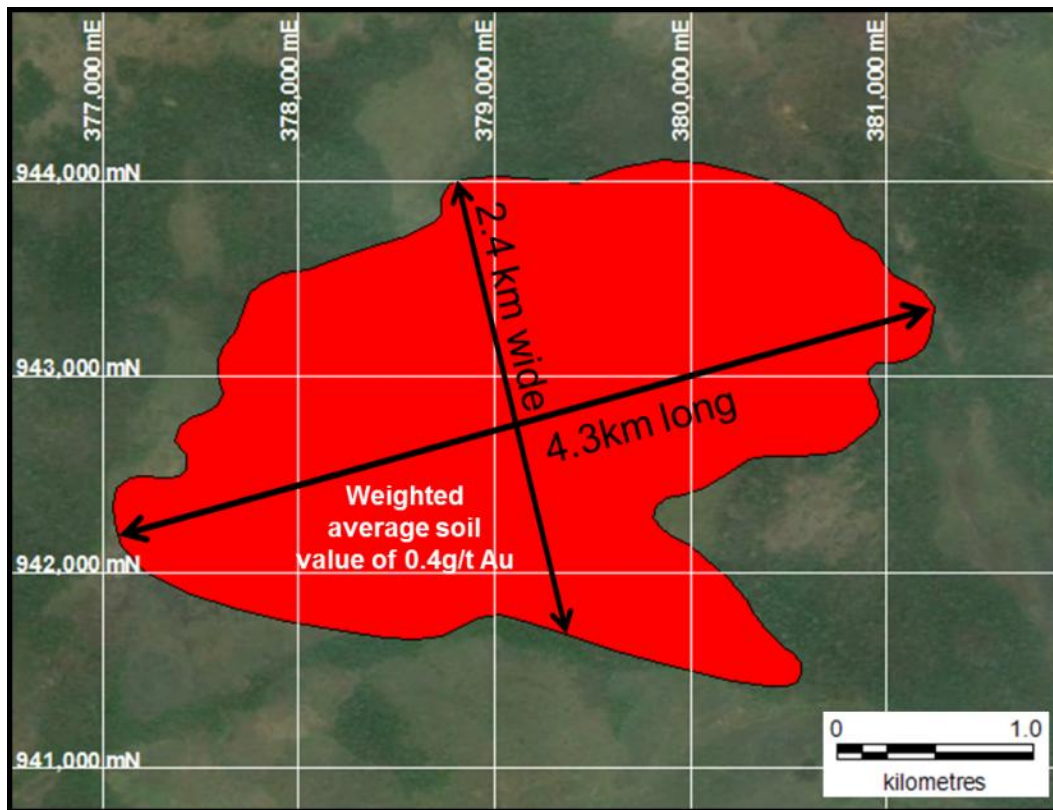 377,000 mE
378,000 mE
379,000 mE
380,000 mE
381,000 mE
944,000 mN
2.4 km wide
943,000 mN
4.3km long
Weighted
average soil
value of 0.4g/t Au
942,000 mN
941,000 mN
0 1.0
kilometres